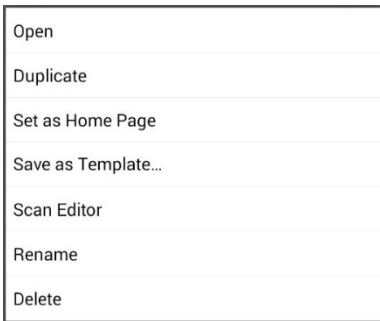 Open
Duplicate
Set as Home Page
Save as Template...
Scan Editor
Rename
Delete